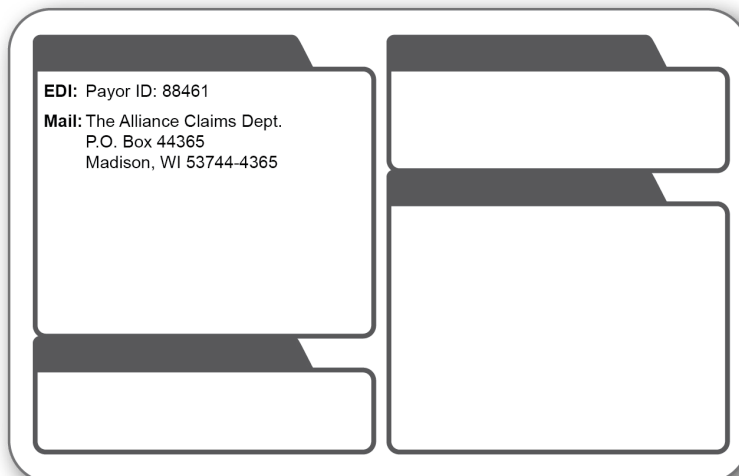 EDI: Payor ID: 88461
Mail: The Alliance Claims Dept.
P.O. Box 44365
Madison, WI 53744-4365